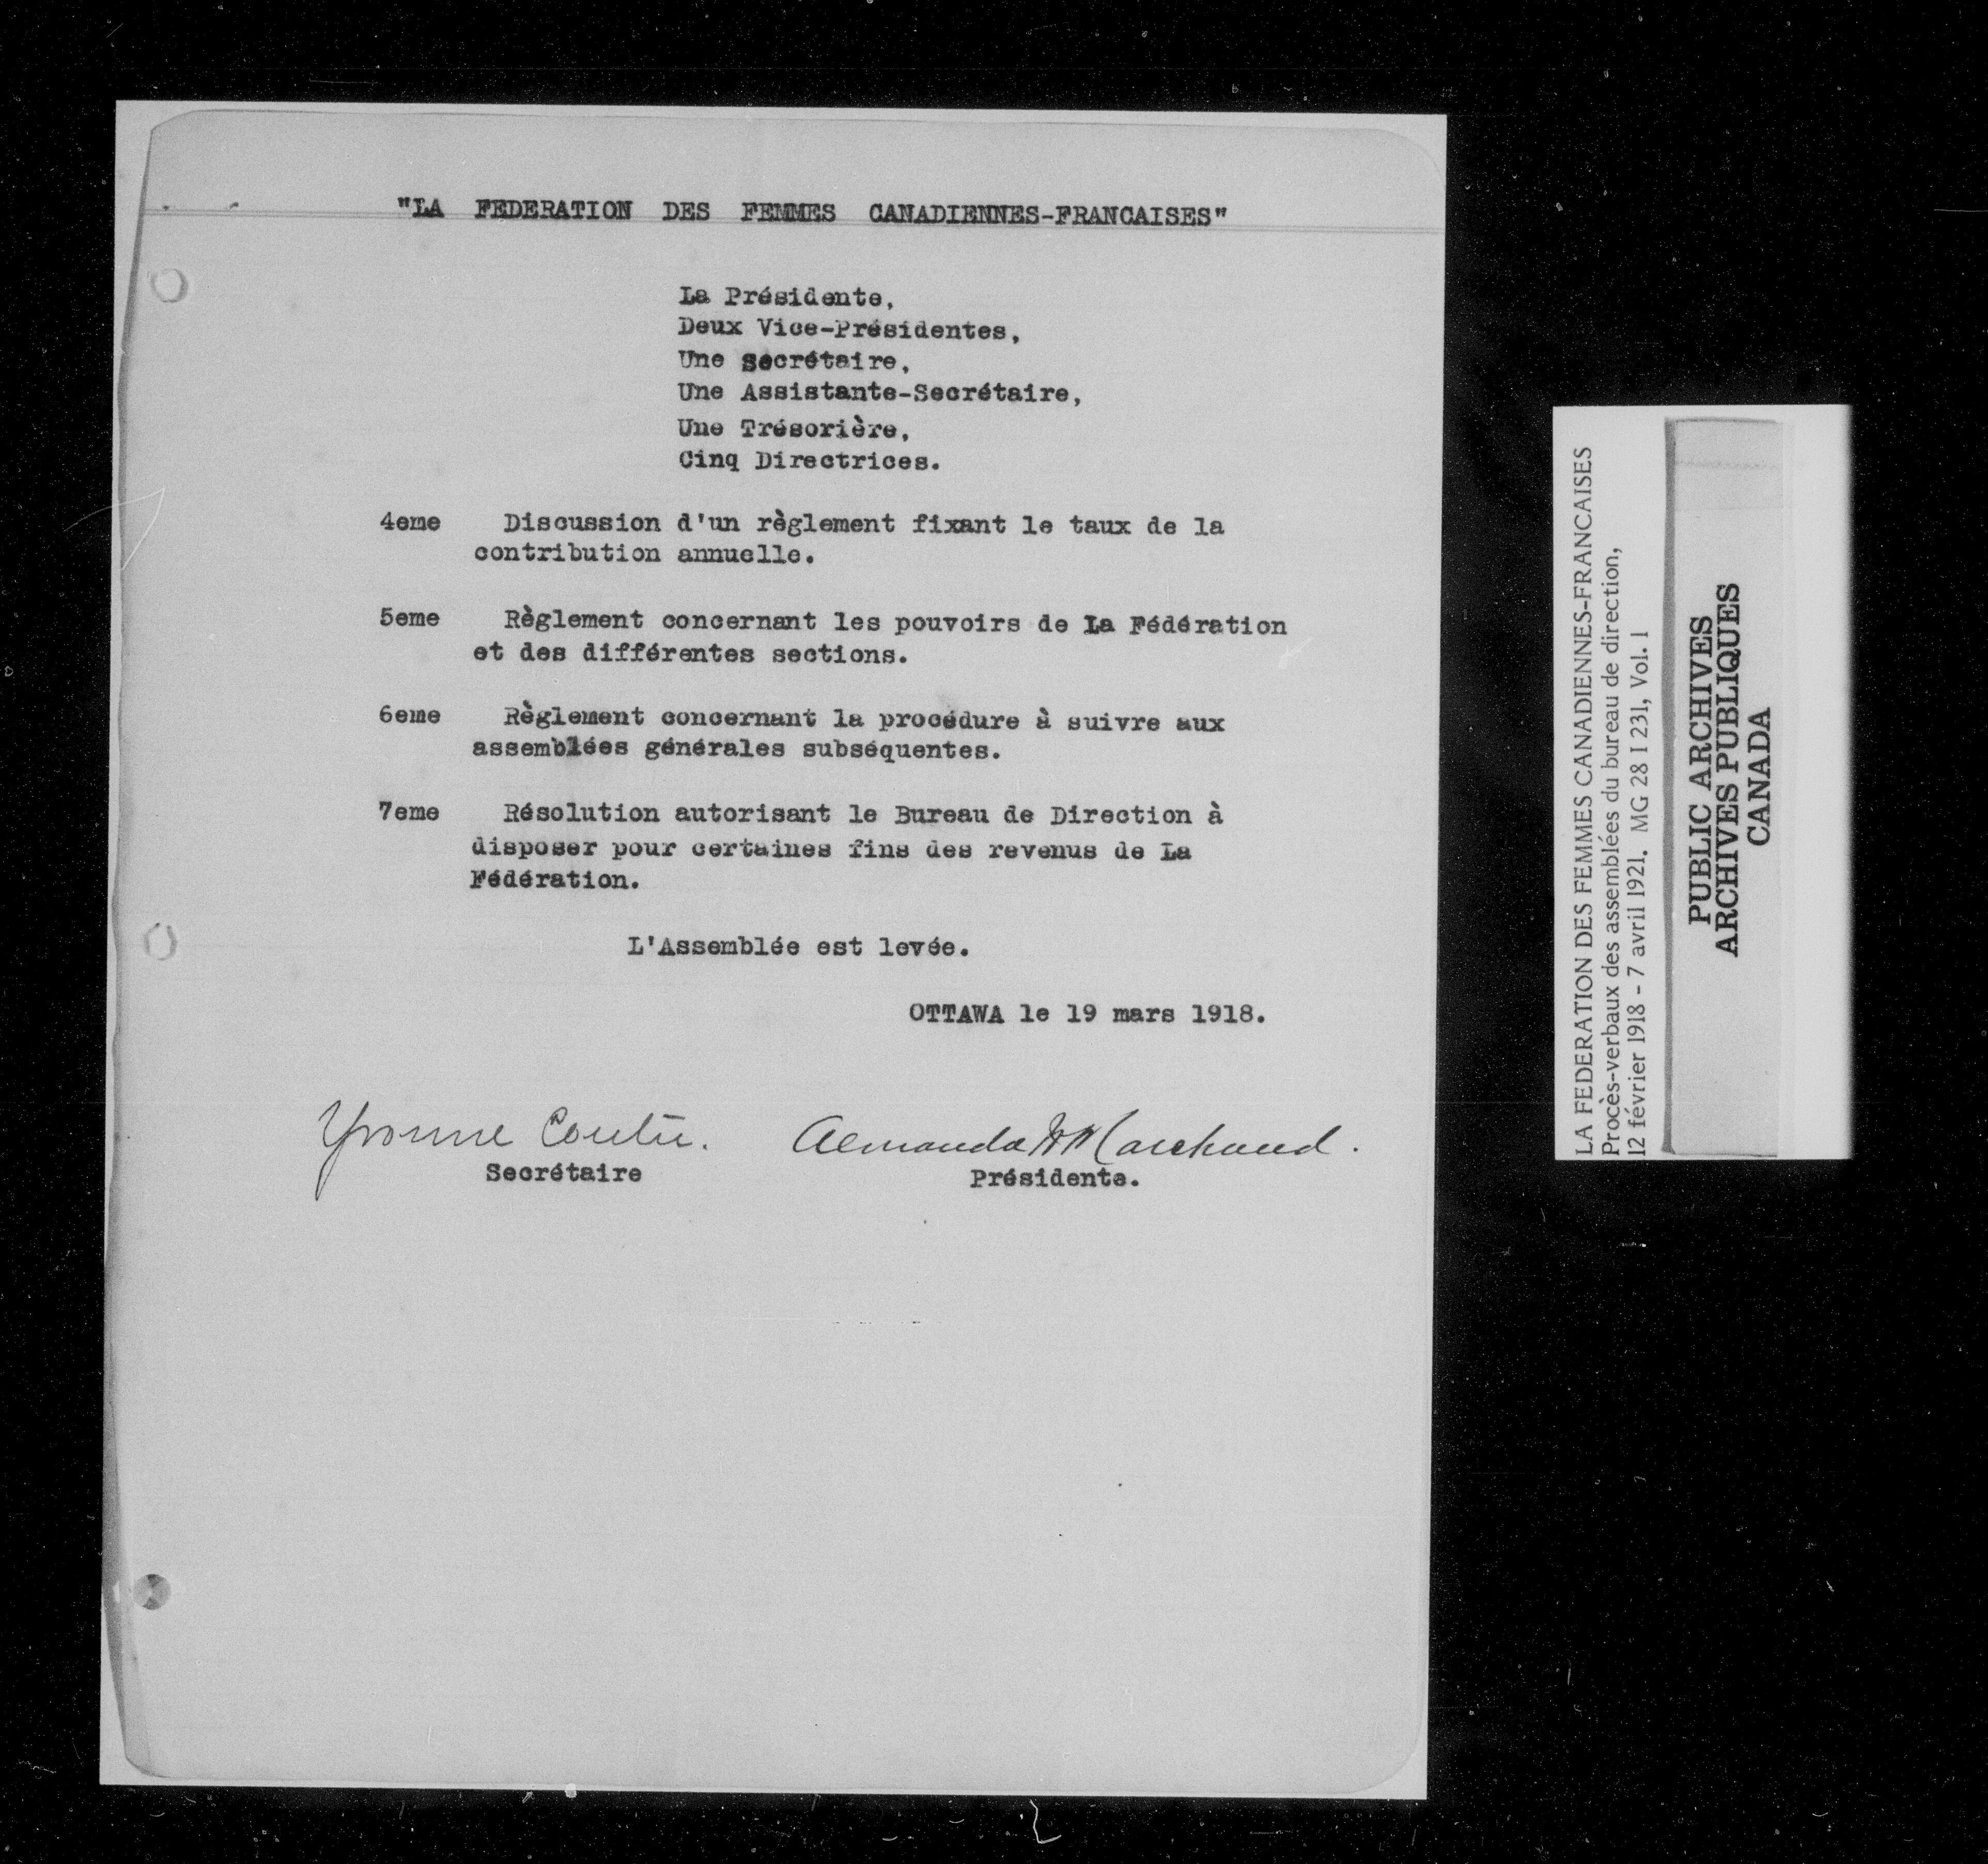 "LA FEDERATION DES FEMMES CANADIENNES-FRANCAISES"
La Présidente,
Deux Vice-Présidentes,
Une Secrétaire,
Une Assistante-Secrétaire,
Une Trésorière,
Cinq Directrices.
4eme Discussion d'un règlement fixant le taux de la
contribution annuelle.
5eme Règlement concernant les pouvoirs de La Fédération
et des différentes sections.
6eme Règlement concernant la procédure à suivre aux
assemblées générales subséquentes.
7eme Résolution autorisant le Bureau de Direction à
disposer pour certaines fins des revenus de La
Fédération.
L'Assemblée est levée.
OTTAWA le 19 mars 1918.
Yvonne Marchand.
Secrétaire Présidente.
LA FEDERATION DES FEMMES CANADIENNES-FRANCAISES
Procès-verbaux des assemblées du bureau de direction,
12 février 1918 - 7 avril 1921. MG 28 I 231, Vol. 1
PUBLIC ARCHIVES
ARCHIVES PUBLIQUES
CANADA